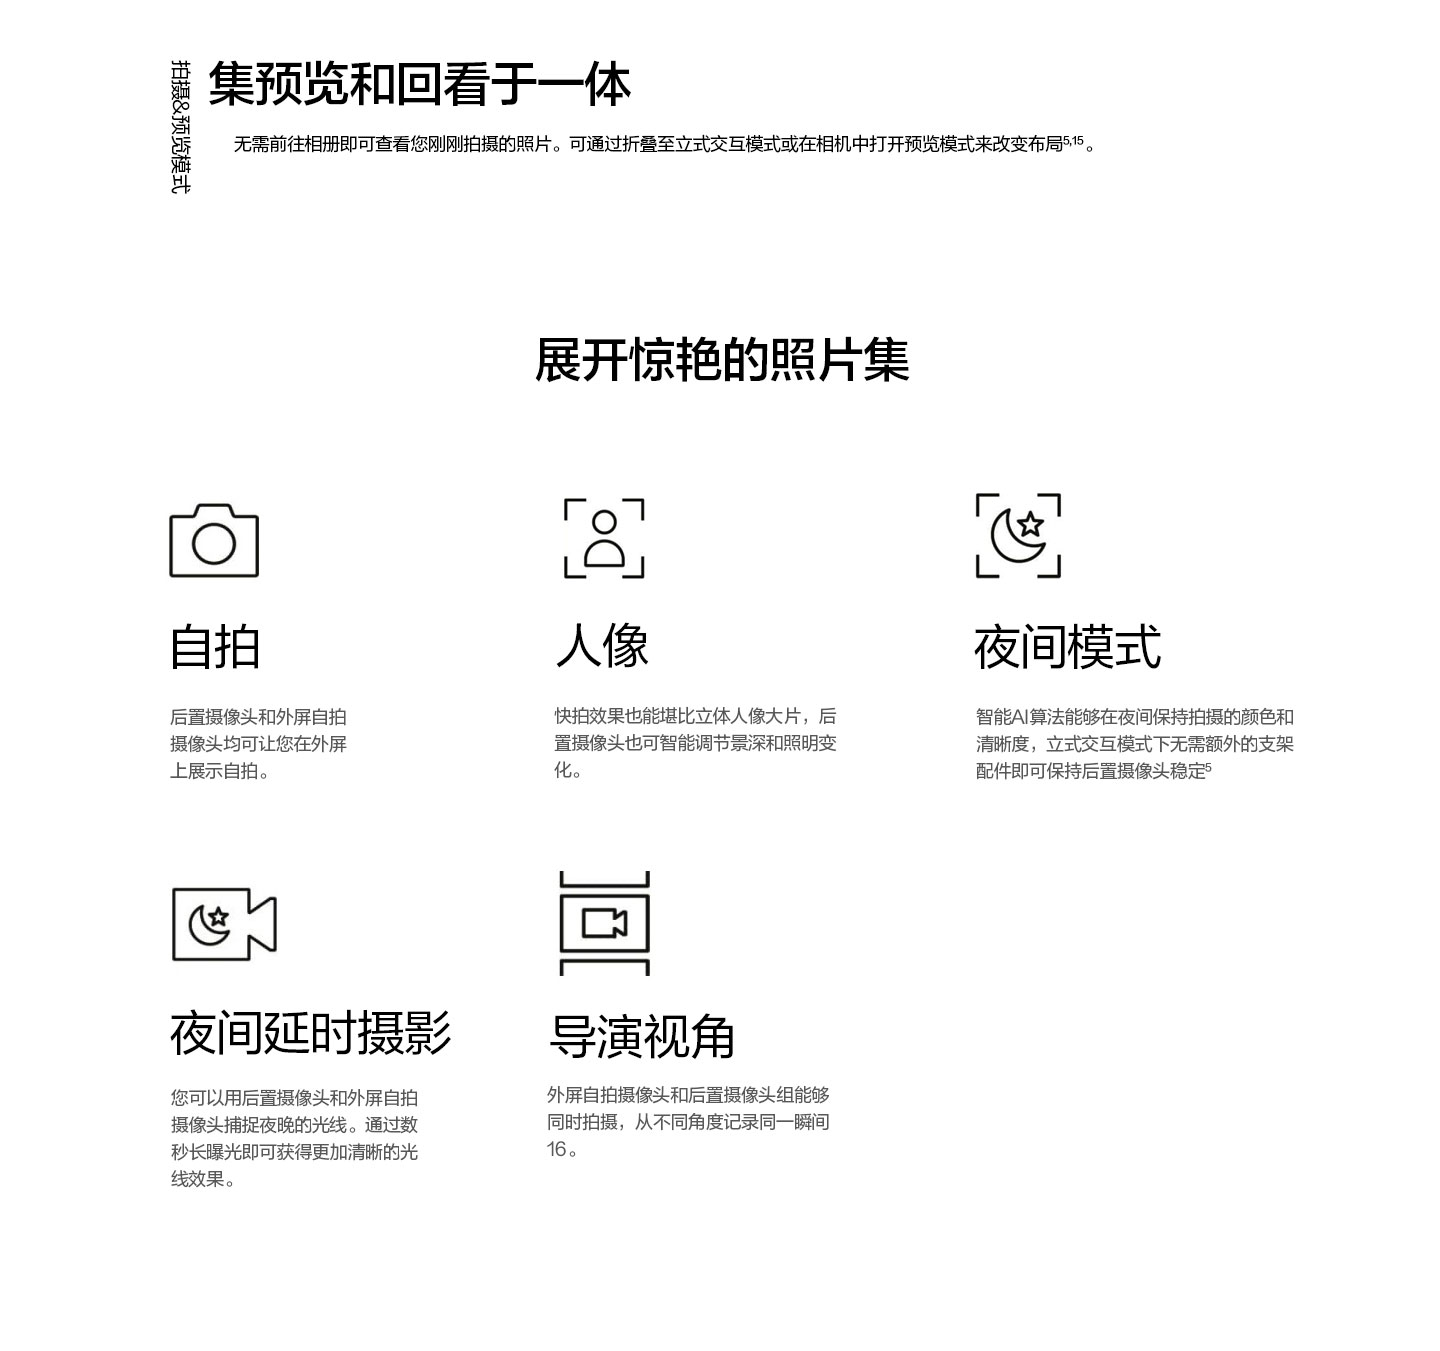 拍摄&预览模式
集预览和回看于一体
无需前往相册即可查看您刚刚拍摄的照片。可通过折叠至立式交互模式或在相机中打开预览模式来改变布局5,15。
展开惊艳的照片集
自拍
后置摄像头和外屏自拍
摄像头均可让您在外屏
上展示自拍。
人像
快拍效果也能堪比立体人像大片，后
置摄像头也可智能调节景深和照明变
化。
夜间模式
智能AI算法能够在夜间保持拍摄的颜色和
清晰度，立式交互模式下无需额外的支架
配件即可保持后置摄像头稳定5
夜间延时摄影
您可以用后置摄像头和外屏自拍
摄像头捕捉夜晚的光线。通过数
秒长曝光即可获得更加清晰的光
线效果。
导演视角
外屏自拍摄像头和后置摄像头组能够
同时拍摄，从不同角度记录同一瞬间
16。